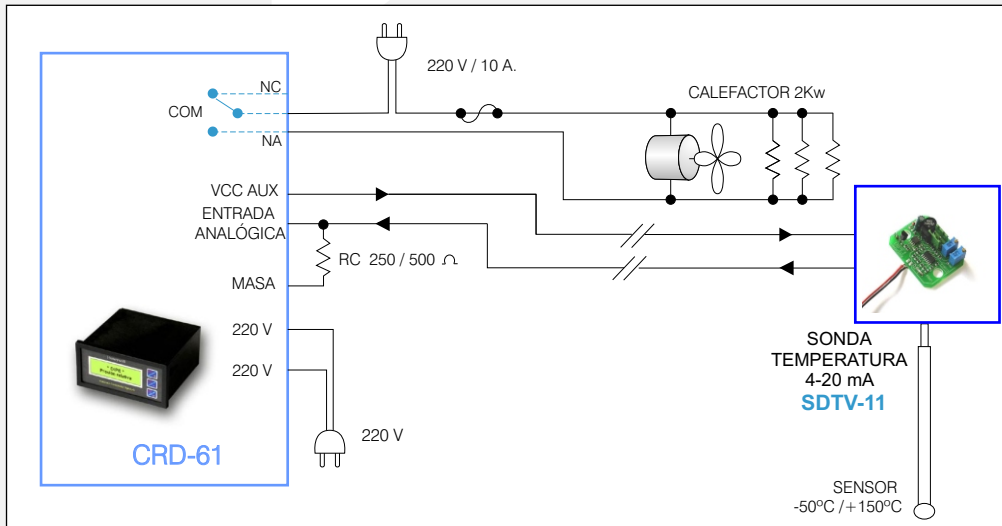 220 V / 10 A.
NC
COM
NA
CALEFACTOR 2Kw
VCC AUX
ENTRADA
ANALÓGICA
RC 250 / 500 Ω
MASA
220 V
220 V
220 V
CRD-61
SONDA
TEMPERATURA
4-20 mA
SDTV-11
SENSOR
-50ºC /+150ºC